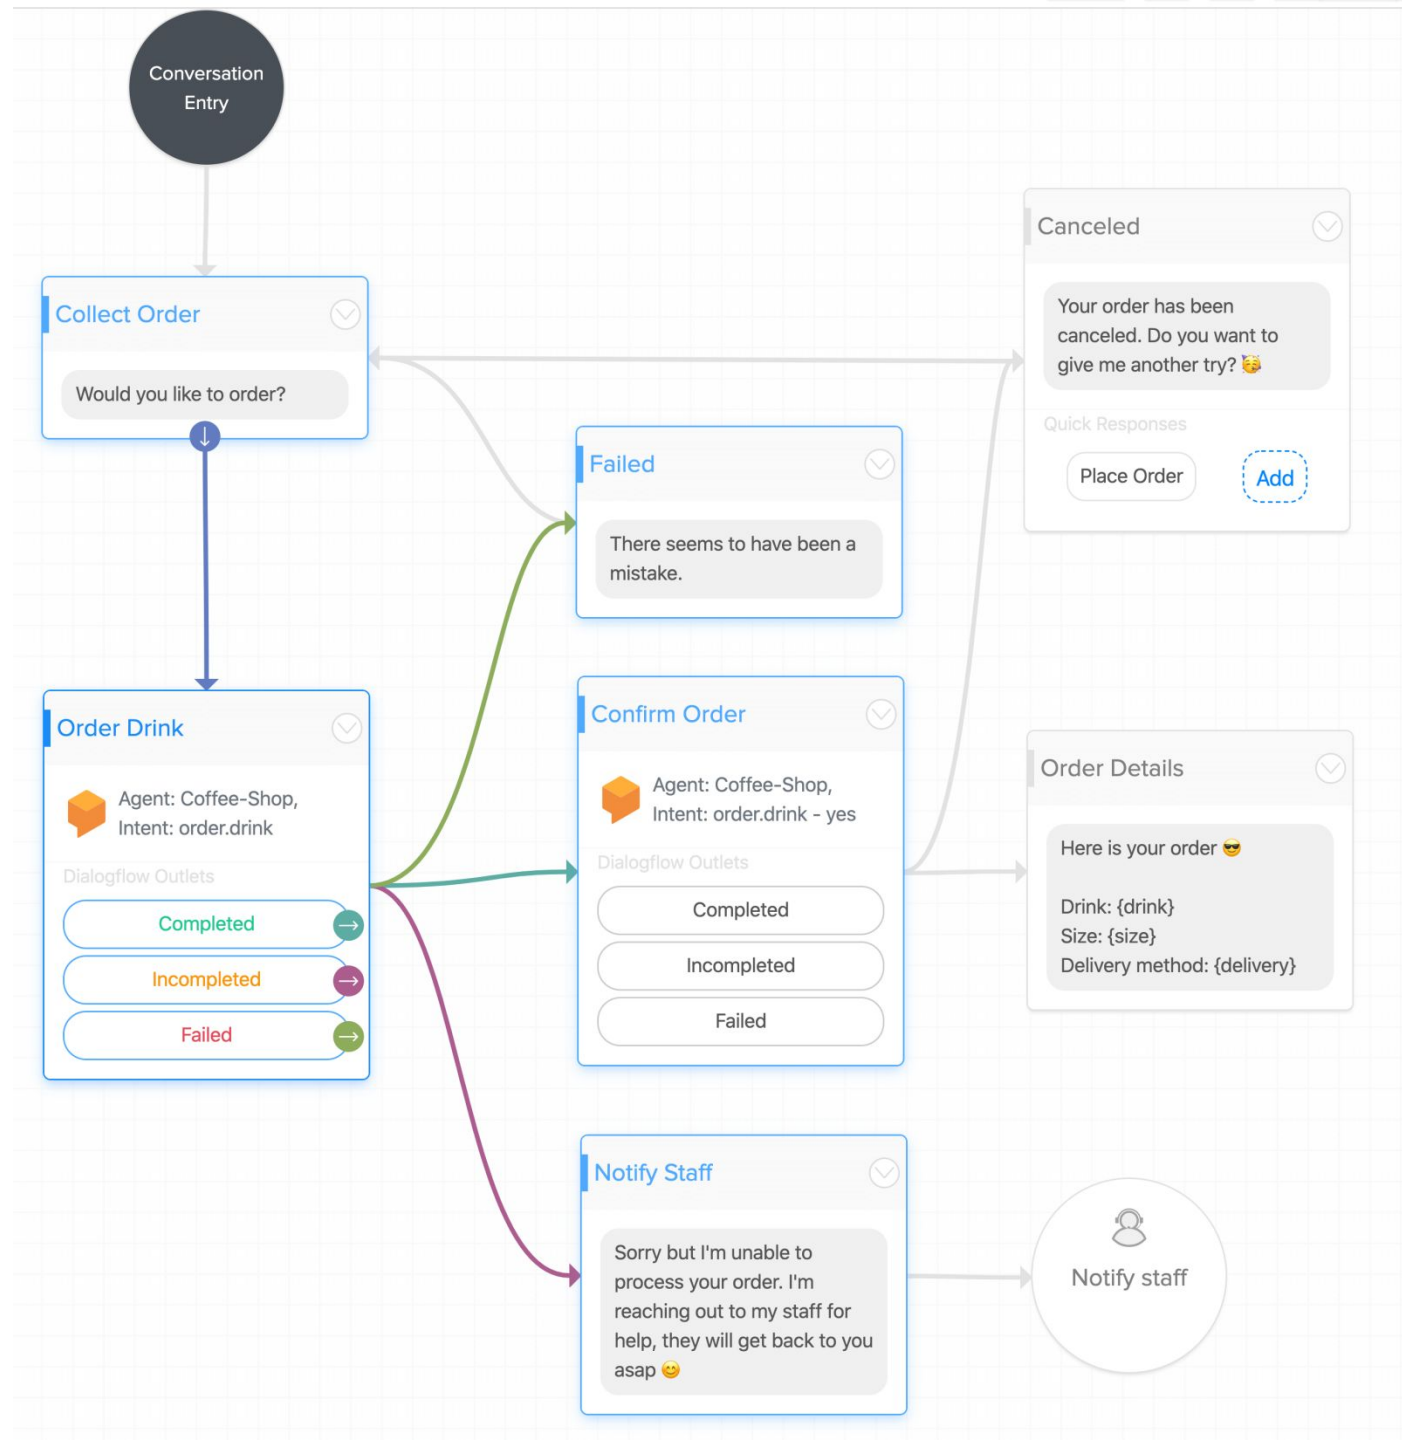 Conversation
Entry
Collect Order
Would you like to order?
Canceled
Your order has been
canceled. Do you want to
give me another try? 🥳
Quick Responses
Place Order
Add
Failed
There seems to have been a
mistake.
Order Drink
Agent: Coffee-Shop,
Intent: order.drink
Dialogflow Outlets
Completed
Incompleted
Failed
Confirm Order
Agent: Coffee-Shop,
Intent: order.drink - yes
Dialogflow Outlets
Completed
Incompleted
Failed
Order Details
Here is your order 😎
Drink: {drink}
Size: {size}
Delivery method: {delivery}
Notify Staff
Sorry but I'm unable to
process your order. I'm
reaching out to my staff for
help, they will get back to you
asap 😊
Notify staff